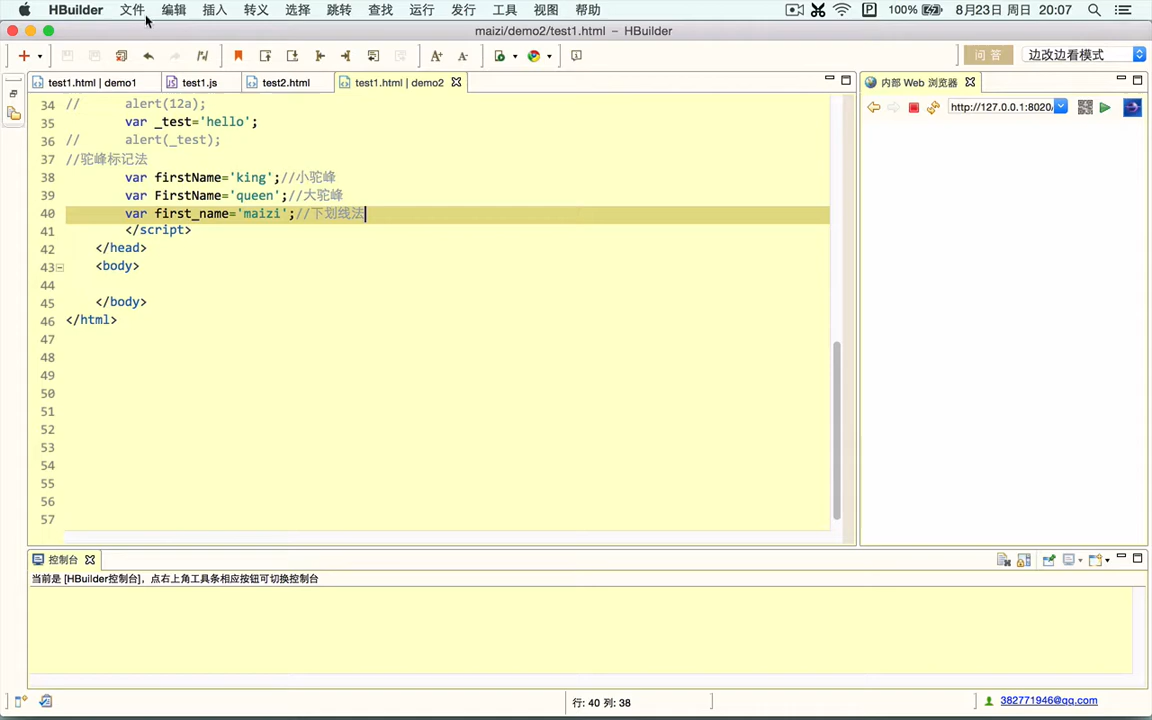 HBuilder 文件 编辑 插入 转义 选择 跳转 查找 运行 发行 工具 视图 帮助 100% 8月23日 周日 20:07
maizi/demo2/test1.html – HBuilder
问 答 边改边看模式
test1.html | demo1 test1.js test2.html test1.html | demo2 内部 Web 浏览器
http://127.0.0.1:8020/
34 // alert(12a);
35 var _test='hello';
36 // alert(_test);
37 //驼峰标记法
38 var firstName='king';//小驼峰
39 var FirstName='queen';//大驼峰
40 var first_name='maizi';//下划线法
41 </script>
42 </head>
43 <body>
44
45 </body>
46 </html>
47
48
49
50
51
52
53
54
55
56
57
控制台
当前是 [HBuilder控制台]，点右上角工具条相应按钮可切换控制台
行: 40 列: 38
382771946@qq.com